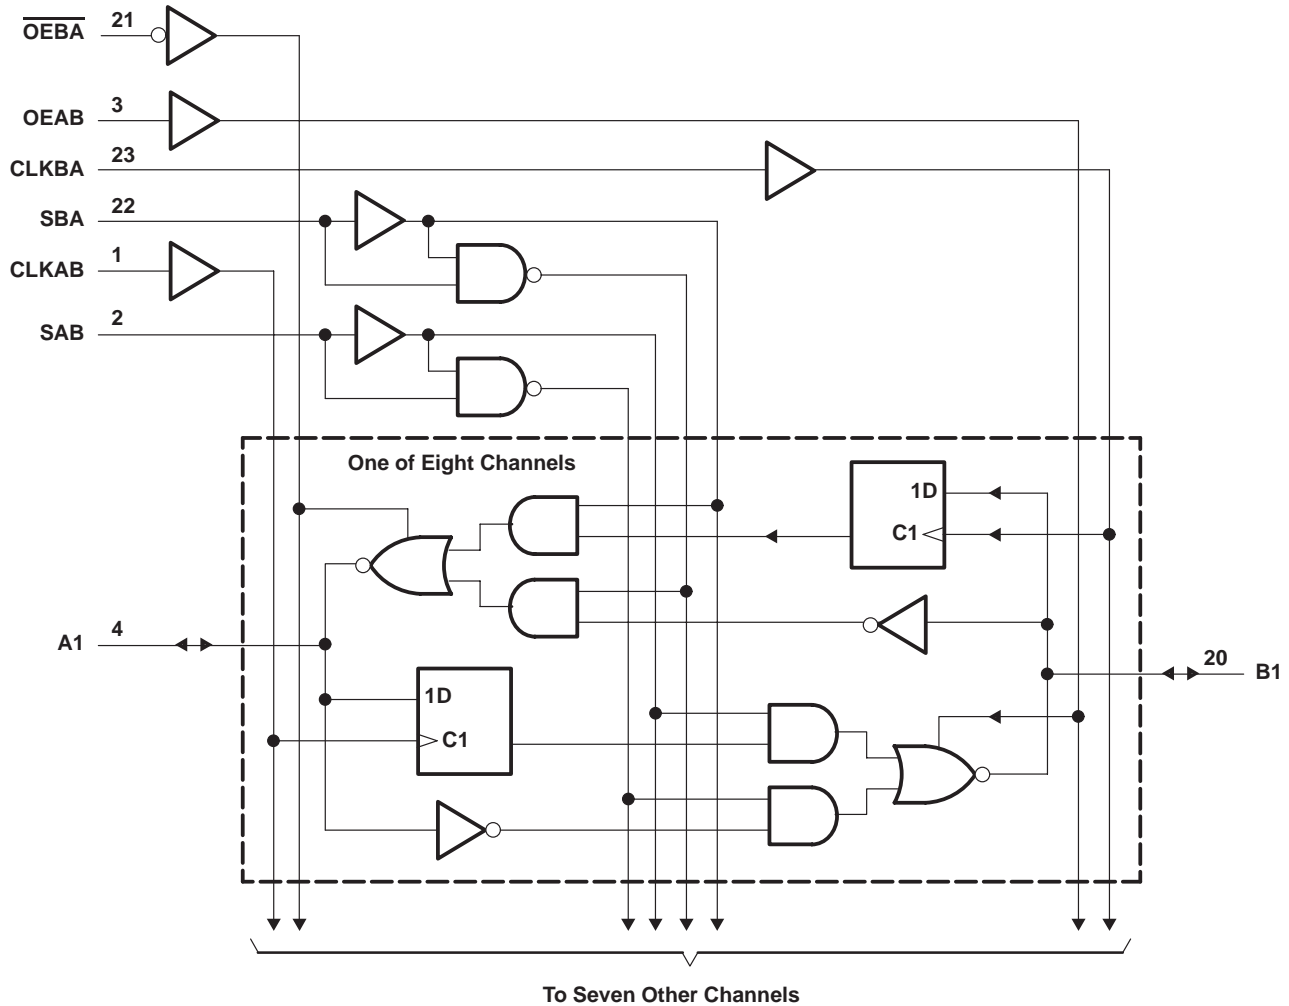 OEBA 21
OEAB 3
CLKBA 23
SBA 22
CLKAB 1
SAB 2
One of Eight Channels
1D
C1
A1 4
20 B1
1D
C1
To Seven Other Channels